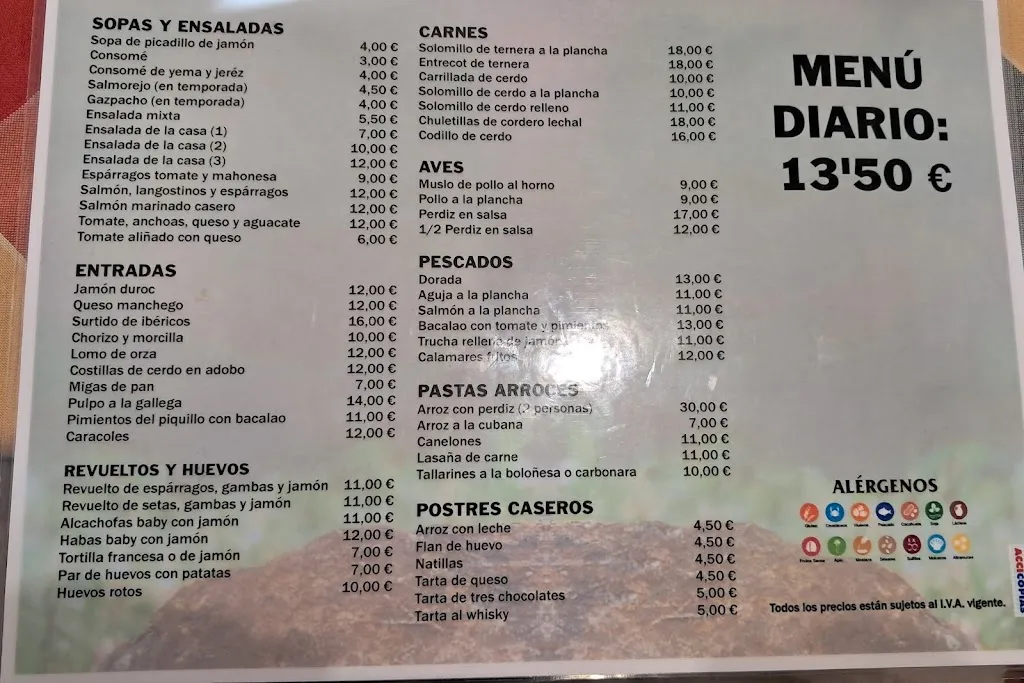 SOPAS Y ENSALADAS
Sopa de picadillo de jamón 4,00 €
Consomé 3,00 €
Consomé de yema y jeréz 4,00 €
Salmorejo (en temporada) 4,50 €
Gazpacho (en temporada) 4,00 €
Ensalada mixta 5,50 €
Ensalada de la casa (1) 7,00 €
Ensalada de la casa (2) 10,00 €
Ensalada de la casa (3) 12,00 €
Espárragos tomate y mahonesa 9,00 €
Salmón, langostinos y espárragos 12,00 €
Salmón marinado casero 12,00 €
Tomate, anchoas, queso y aguacate 12,00 €
Tomate aliñado con queso 6,00 €
ENTRADAS
Jamón duroc 12,00 €
Queso manchego 12,00 €
Surtido de ibéricos 16,00 €
Chorizo y morcilla 10,00 €
Lomo de orza 12,00 €
Costillas de cerdo en adobo 12,00 €
Migas de pan 7,00 €
Pulpo a la gallega 14,00 €
Pimientos del piquillo con bacalao 11,00 €
Caracoles 12,00 €
REVUELTOS Y HUEVOS
Revuelto de espárragos, gambas y jamón 11,00 €
Revuelto de setas, gambas y jamón 11,00 €
Alcachofas baby con jamón 11,00 €
Habas baby con jamón 12,00 €
Tortilla francesa o de jamón 7,00 €
Par de huevos con patatas 7,00 €
Huevos rotos 10,00 €
CARNES
Solomillo de ternera a la plancha 18,00 €
Entrecot de ternera 18,00 €
Carrillada de cerdo 10,00 €
Solomillo de cerdo a la plancha 10,00 €
Solomillo de cerdo relleno 11,00 €
Chuletillas de cordero lechal 18,00 €
Codillo de cerdo 16,00 €
AVES
Muslo de pollo al horno 9,00 €
Pollo a la plancha 9,00 €
Perdiz en salsa 17,00 €
1/2 Perdiz en salsa 12,00 €
PESCADOS
Dorada 13,00 €
Aguja a la plancha 11,00 €
Salmón a la plancha 11,00 €
Bacalao con tomate y pimientos 13,00 €
Trucha rellena de jamón 11,00 €
Calamares fritos 12,00 €
PASTAS ARROCES
Arroz con perdiz (2 personas) 30,00 €
Arroz a la cubana 7,00 €
Canelones 11,00 €
Lasaña de carne 11,00 €
Tallarines a la boloñesa o carbonara 10,00 €
POSTRES CASEROS
Arroz con leche 4,50 €
Flan de huevo 4,50 €
Natillas 4,50 €
Tarta de queso 4,50 €
Tarta de tres chocolates 5,00 €
Tarta al whisky 5,00 €
MENÚ
DIARIO:
13'50 €
ALÉRGENOS
Todos los precios están sujetos al I.V.A. vigente.
ACCICOPIAS